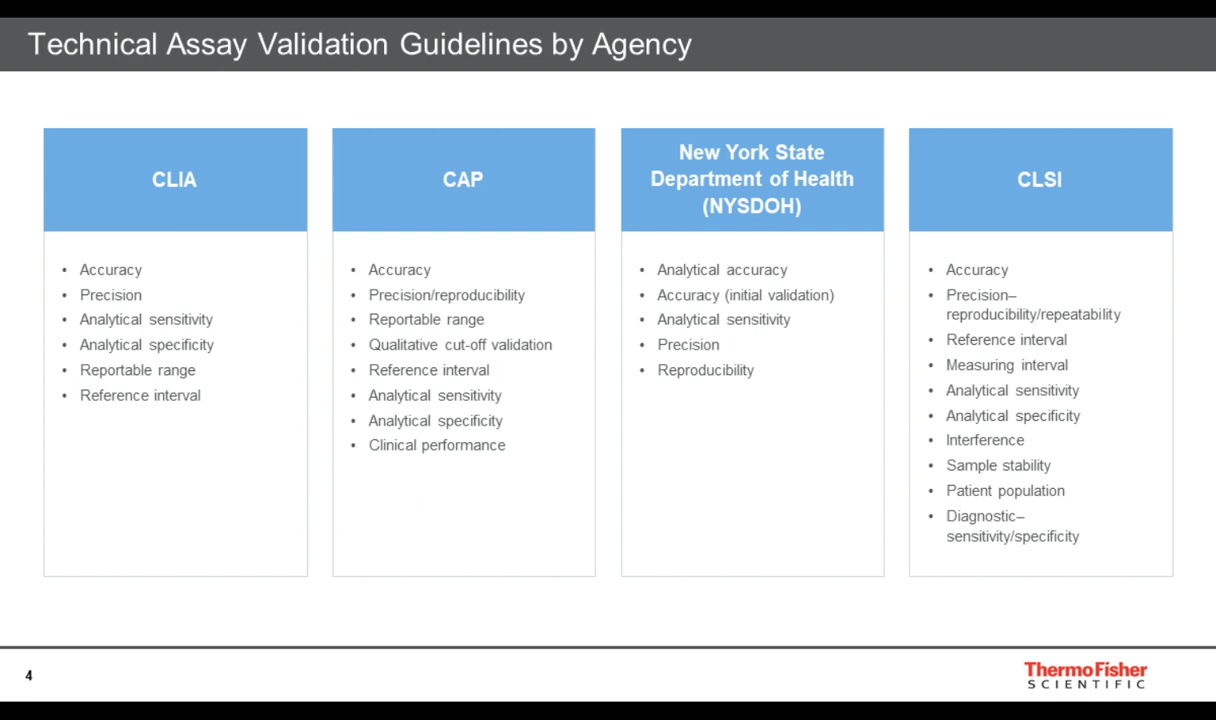 Technical Assay Validation Guidelines by Agency
CLIA
• Accuracy
• Precision
• Analytical sensitivity
• Analytical specificity
• Reportable range
• Reference interval
CAP
• Accuracy
• Precision/reproducibility
• Reportable range
• Qualitative cut-off validation
• Reference interval
• Analytical sensitivity
• Analytical specificity
• Clinical performance
New York State
Department of Health
(NYSDOH)
• Analytical accuracy
• Accuracy (initial validation)
• Analytical sensitivity
• Precision
• Reproducibility
CLSI
• Accuracy
• Precision–
reproducibility/repeatability
• Reference interval
• Measuring interval
• Analytical sensitivity
• Analytical specificity
• Interference
• Sample stability
• Patient population
• Diagnostic–
sensitivity/specificity
4
ThermoFisher
SCIENTIFIC